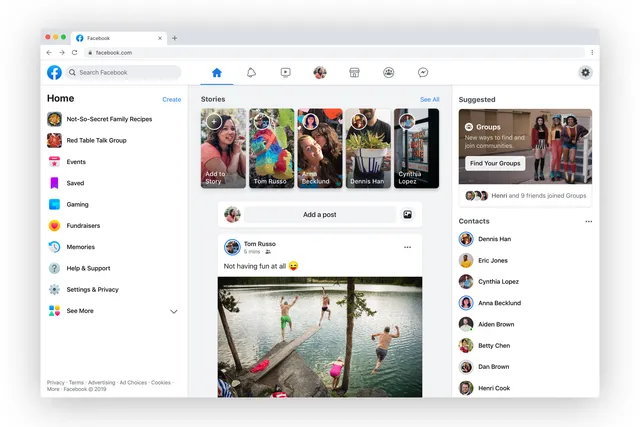 Facebook
facebook.com
Search Facebook
Home
Create
Not-So-Secret Family Recipes
Red Table Talk Group
Events
Saved
Gaming
Fundraisers
Memories
Help & Support
Settings & Privacy
See More
Privacy · Terms · Advertising · Ad Choices · Cookies ·
More · Facebook © 2019
Stories
See All
Add to
Story
Tom Russo
Anna
Becklund
Dennis Han
Cynthia
Lopez
Add a post
Tom Russo
5 mins ·
Not having fun at all 😜
Suggested
Groups
New ways to find and
join communities.
Find Your Groups
Henri and 9 friends joined Groups
Contacts
Dennis Han
Eric Jones
Cynthia Lopez
Anna Becklund
Aiden Brown
Betty Chen
Dan Brown
Henri Cook